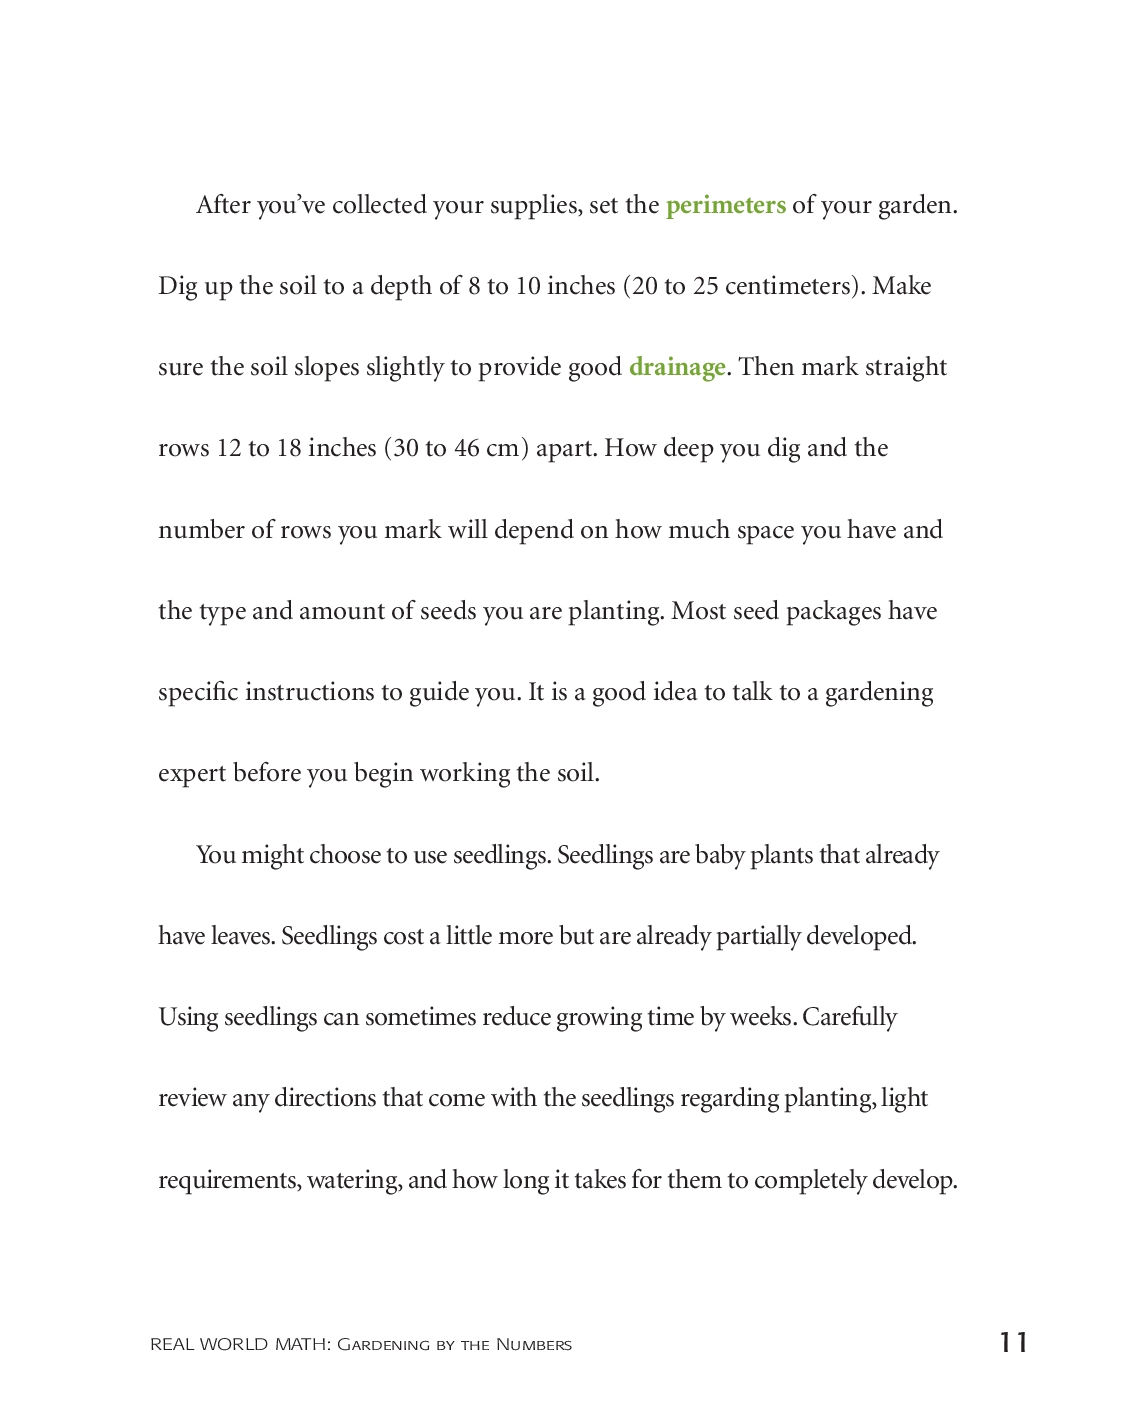 After you’ve collected your supplies, set the perimeters of your garden.
Dig up the soil to a depth of 8 to 10 inches (20 to 25 centimeters). Make
sure the soil slopes slightly to provide good drainage. Then mark straight
rows 12 to 18 inches (30 to 46 cm) apart. How deep you dig and the
number of rows you mark will depend on how much space you have and
the type and amount of seeds you are planting. Most seed packages have
specific instructions to guide you. It is a good idea to talk to a gardening
expert before you begin working the soil.
You might choose to use seedlings. Seedlings are baby plants that already
have leaves. Seedlings cost a little more but are already partially developed.
Using seedlings can sometimes reduce growing time by weeks. Carefully
review any directions that come with the seedlings regarding planting, light
requirements, watering, and how long it takes for them to completely develop.
REAL WORLD MATH: Gardening by the Numbers 11